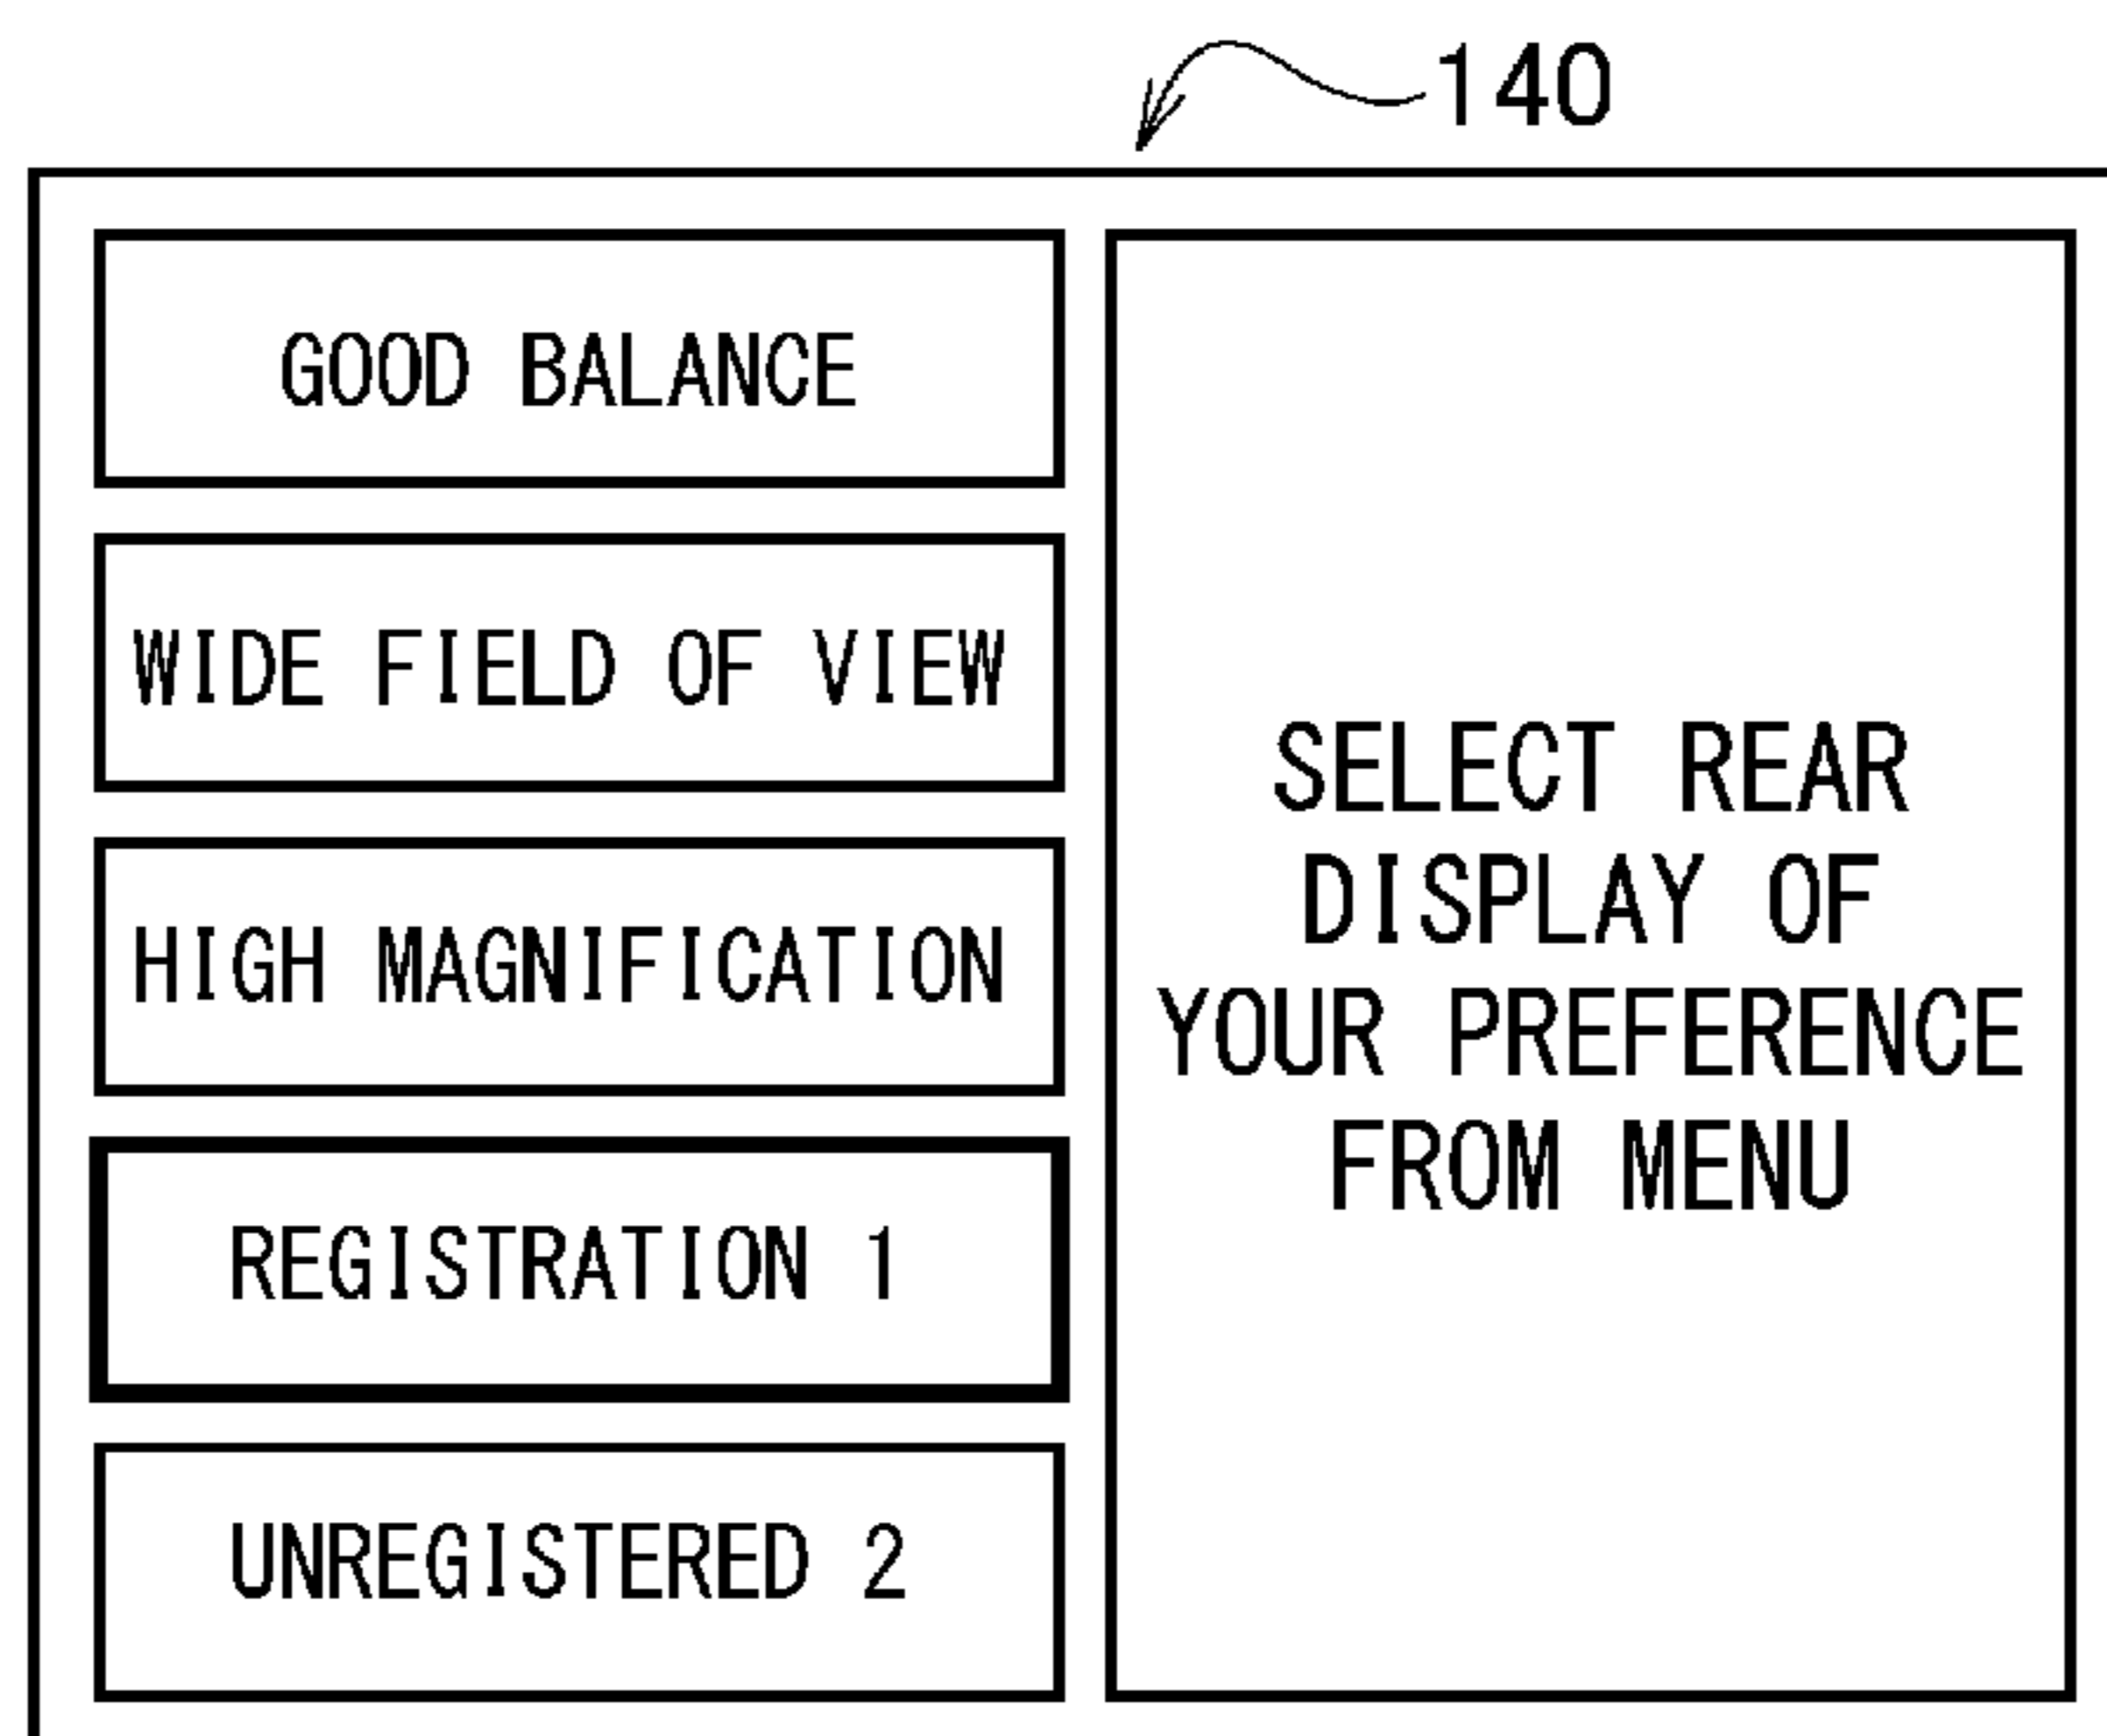 140
GOOD BALANCE
WIDE FIELD OF VIEW
HIGH MAGNIFICATION
REGISTRATION 1
UNREGISTERED 2
SELECT REAR
DISPLAY OF
YOUR PREFERENCE
FROM MENU